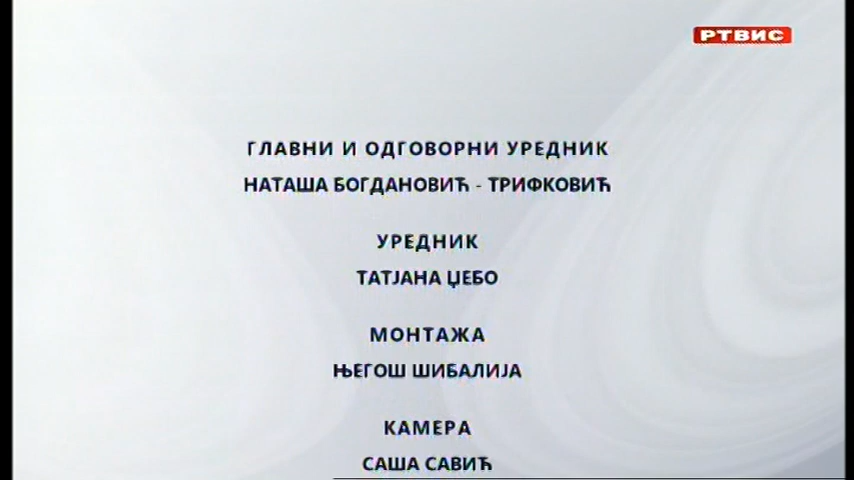 РТВИС
ГЛАВНИ И ОДГОВОРНИ УРЕДНИК
НАТАША БОГДАНОВИЋ - ТРИФКОВИЋ
УРЕДНИК
ТАТЈАНА ЏЕБО
МОНТАЖА
ЊЕГОШ ШИБАЛИЈА
КАМЕРА
САША САВИЋ